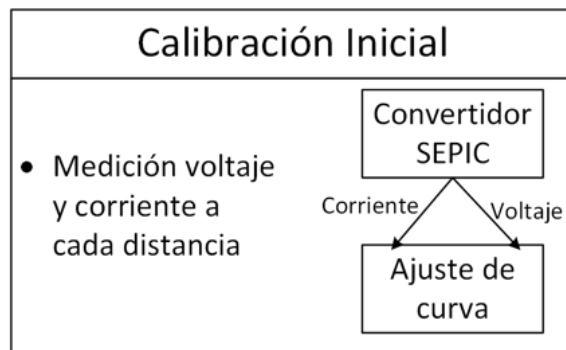 Calibración Inicial
• Medición voltaje
y corriente a
cada distancia
Convertidor
SEPIC
Corriente
Voltaje
Ajuste de
curva